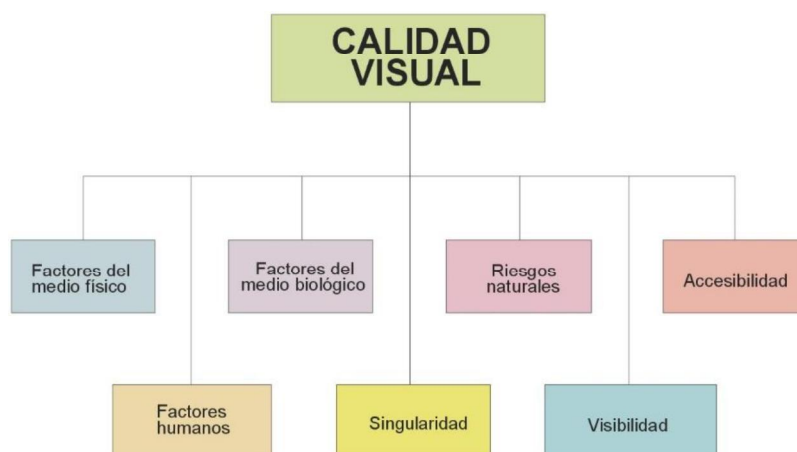 CALIDAD
VISUAL
Factores del
medio físico
Factores del
medio biológico
Riesgos
naturales
Accesibilidad
Factores
humanos
Singularidad
Visibilidad